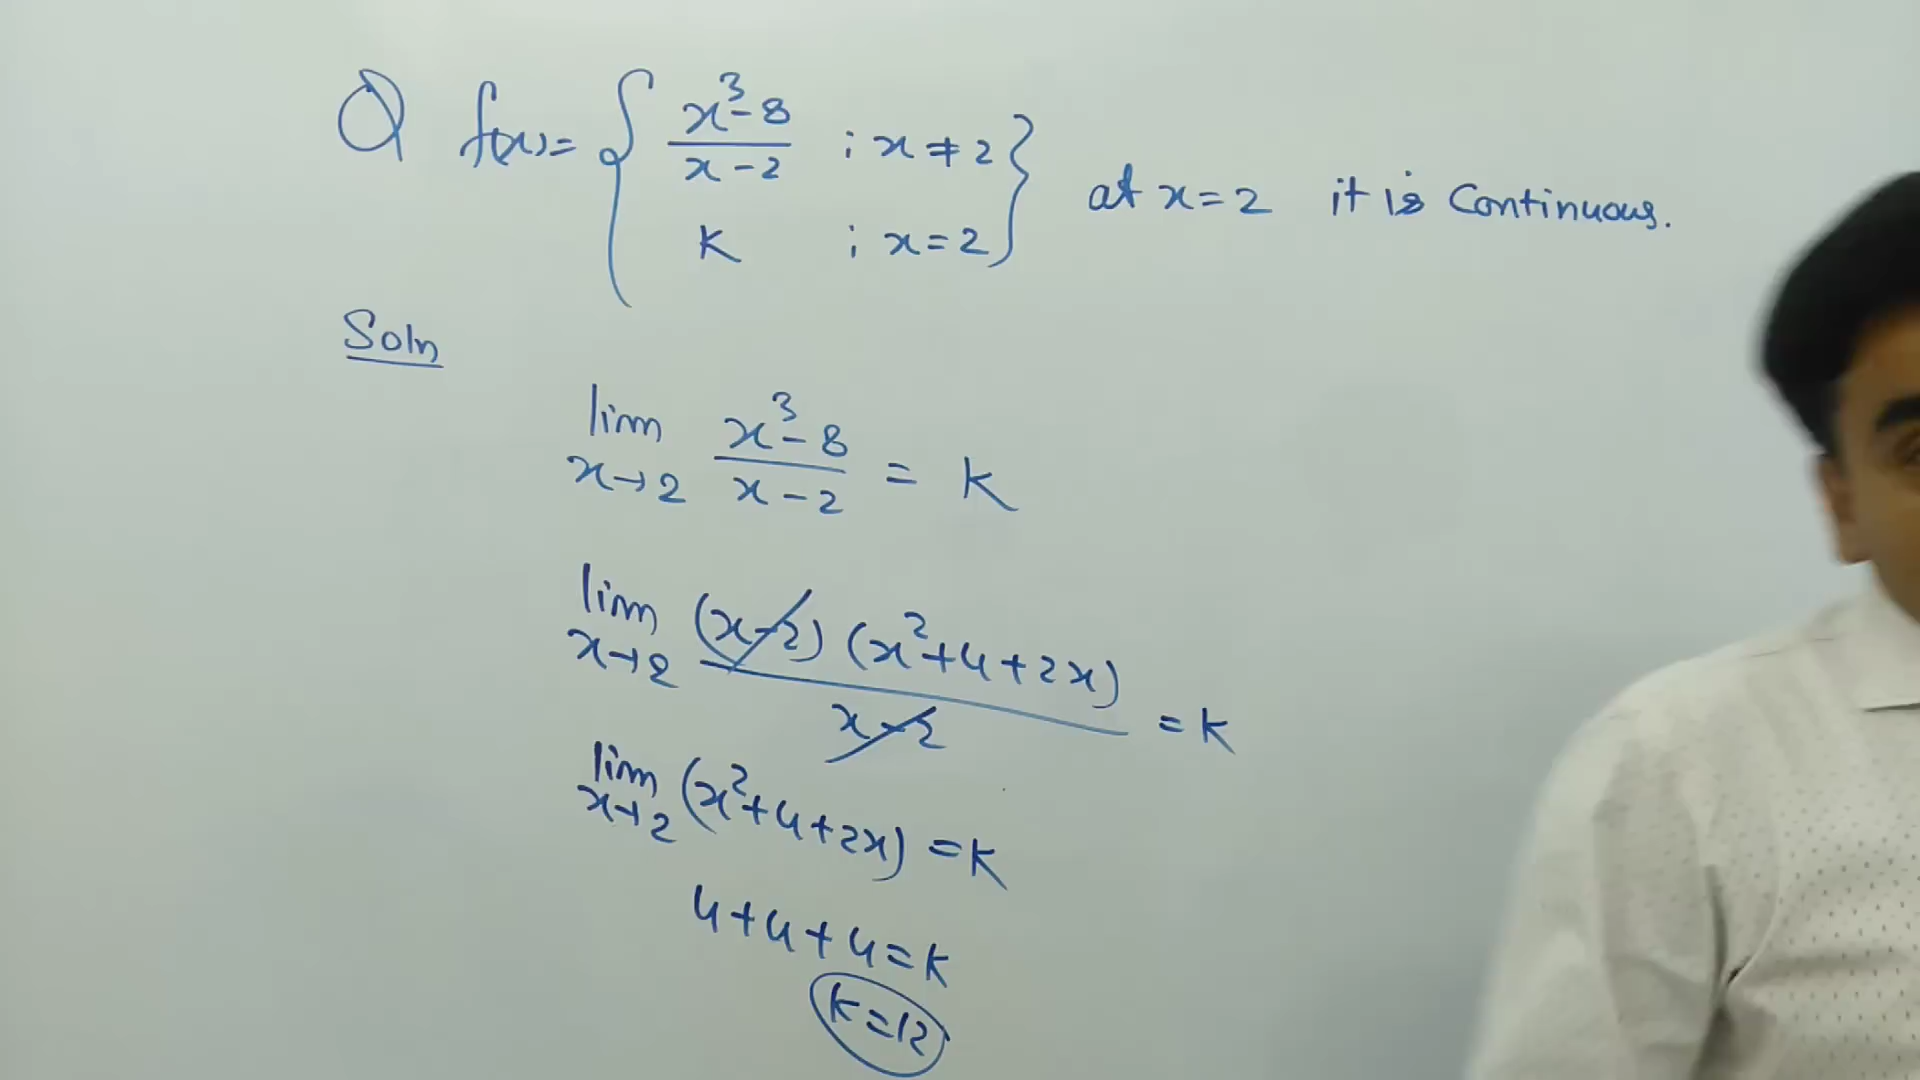 Q f(x) = { x³-8 / x-2 ; x ≠ 2 } at x = 2 it is Continuous.
K ; x = 2
Soln
lim x→2 x³-8 / x-2 = K
lim x→2 (x-2) (x²+4+2x) / x-2 = K
lim x→2 (x²+4+2x) = K
4+4+4 = K
K = 12